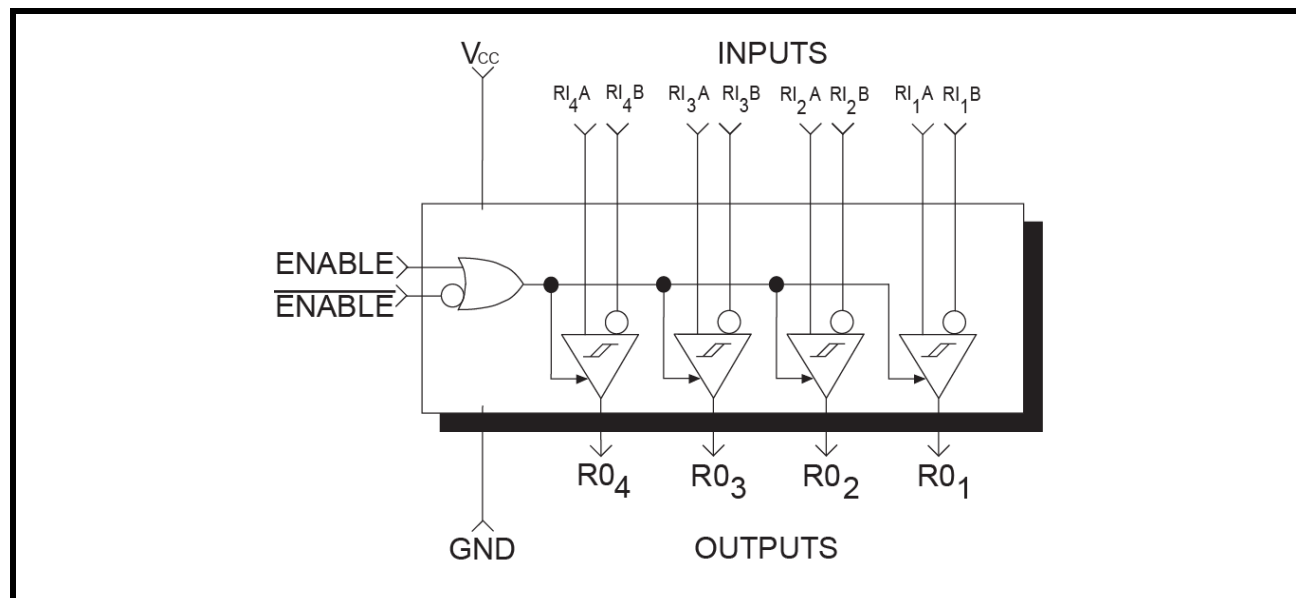 VCC INPUTS
RI4A RI4B RI3A RI3B RI2A RI2B RI1A RI1B
ENABLE
ENABLE
R04 R03 R02 R01
GND OUTPUTS